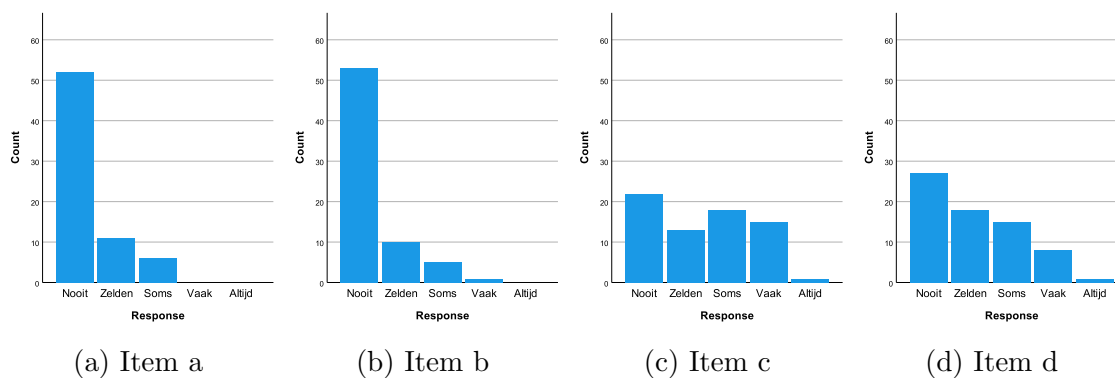 60
50
40
30
20
10
0
Count
Nooit Zelden Soms Vaak Altijd
Response
(a) Item a
60
50
40
30
20
10
0
Count
Nooit Zelden Soms Vaak Altijd
Response
(b) Item b
60
50
40
30
20
10
0
Count
Nooit Zelden Soms Vaak Altijd
Response
(c) Item c
60
50
40
30
20
10
0
Count
Nooit Zelden Soms Vaak Altijd
Response
(d) Item d